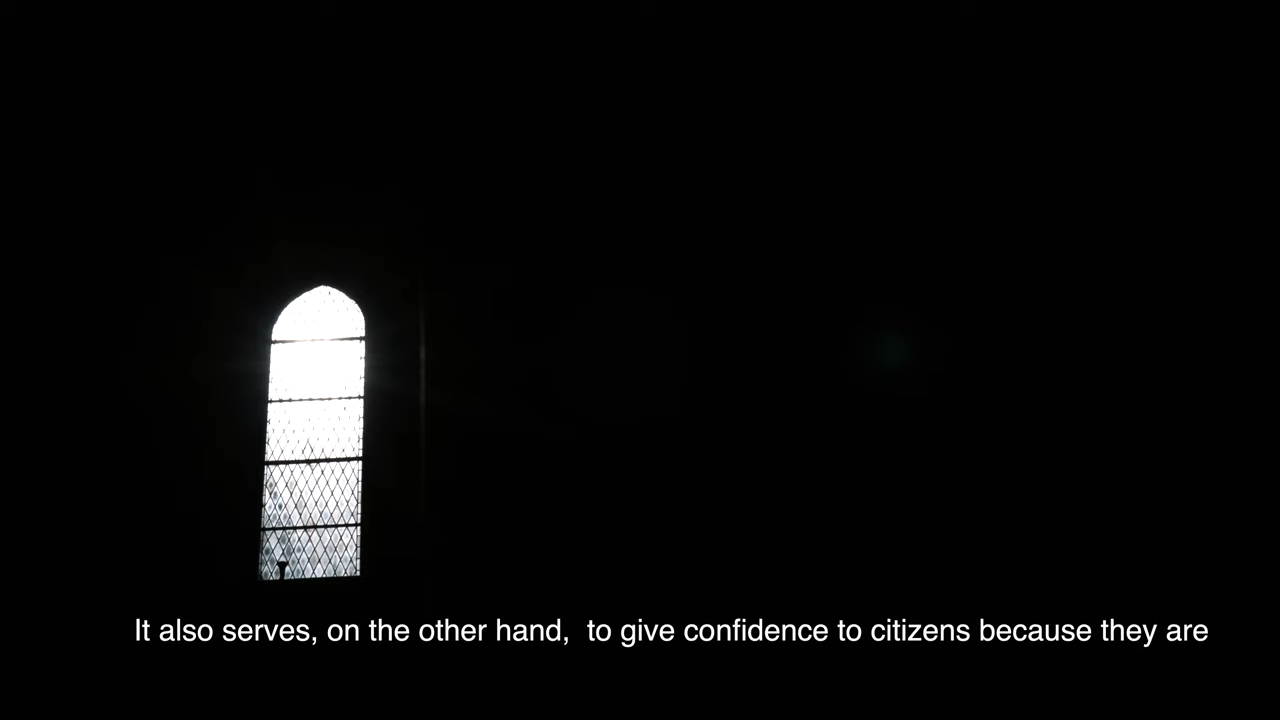 It also serves, on the other hand,  to give confidence to citizens because they are